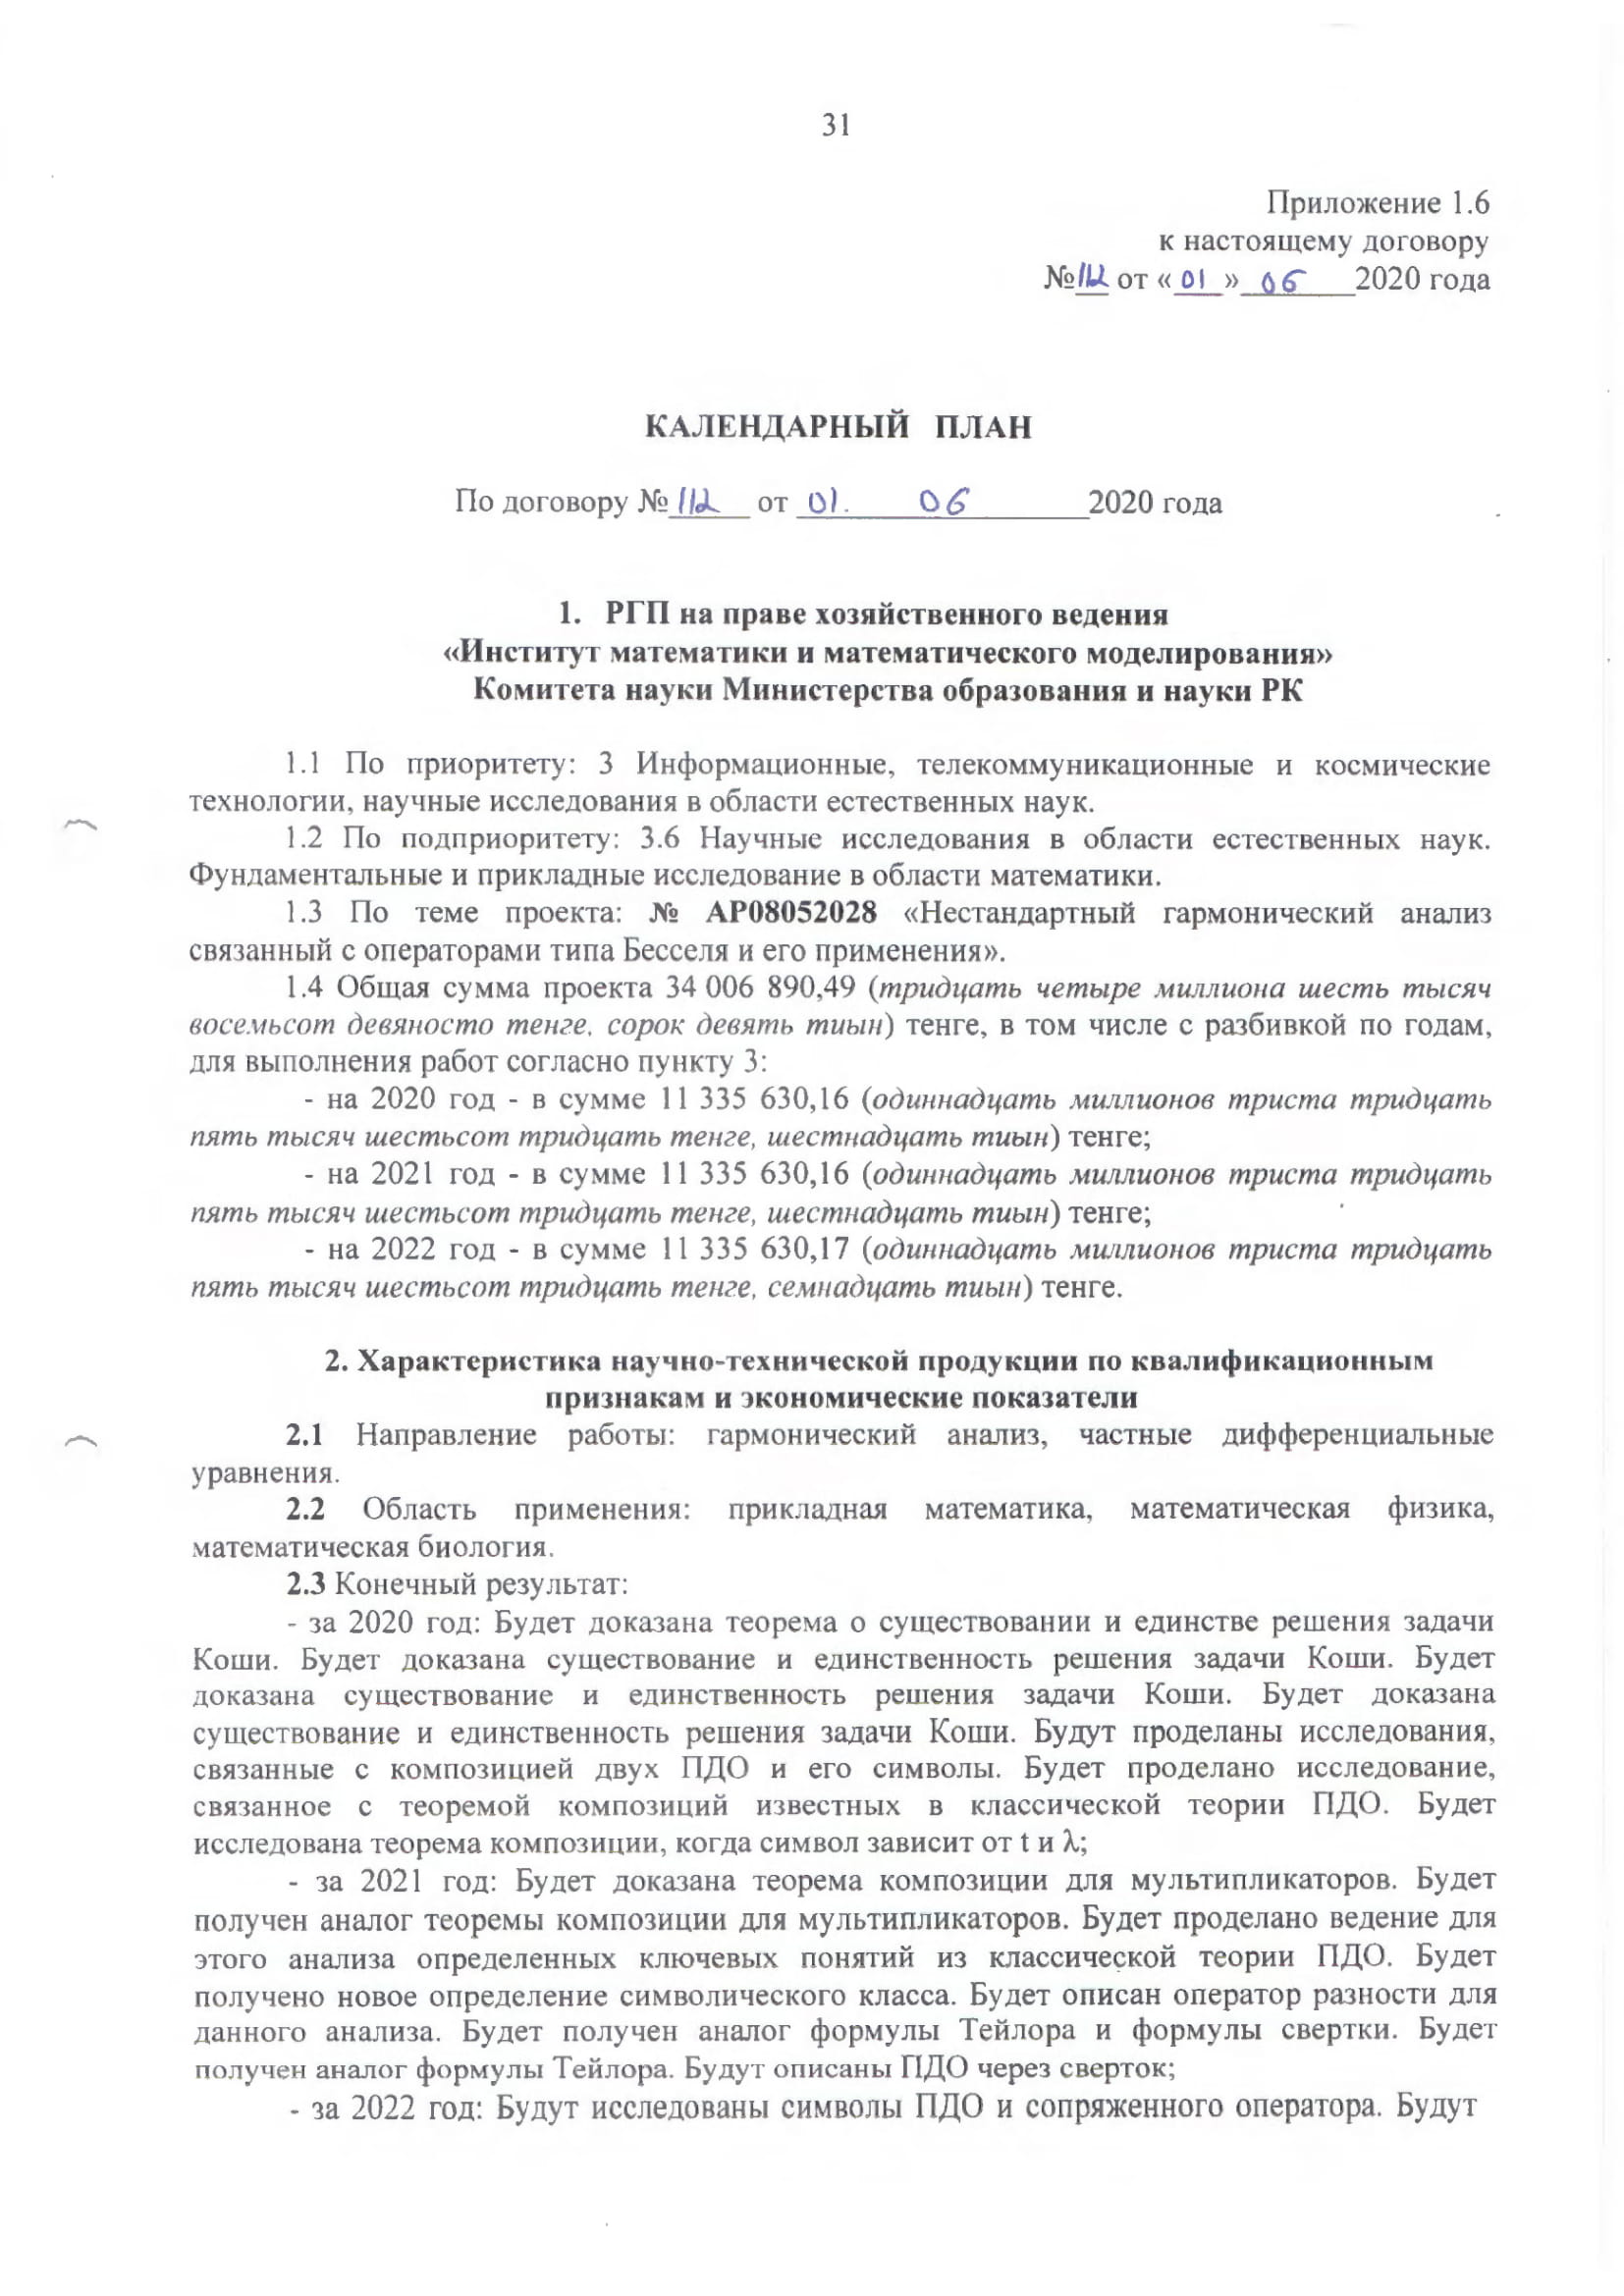 31
Приложение 1.6
к настоящему договору
№112 от «01» 06 2020 года
КАЛЕНДАРНЫЙ ПЛАН
По договору №112 от 01. 06 2020 года
1. РГП на праве хозяйственного ведения
«Институт математики и математического моделирования»
Комитета науки Министерства образования и науки РК
1.1 По приоритету: 3 Информационные, телекоммуникационные и космические
технологии, научные исследования в области естественных наук.
1.2 По подприоритету: 3.6 Научные исследования в области естественных наук.
Фундаментальные и прикладные исследование в области математики.
1.3 По теме проекта: № АР08052028 «Нестандартный гармонический анализ
связанный с операторами типа Бесселя и его применения».
1.4 Общая сумма проекта 34 006 890,49 (тридцать четыре миллиона шесть тысяч
восемьсот девяносто тенге, сорок девять тиын) тенге, в том числе с разбивкой по годам,
для выполнения работ согласно пункту 3:
- на 2020 год - в сумме 11 335 630,16 (одиннадцать миллионов триста тридцать
пять тысяч шестьсот тридцать тенге, шестнадцать тиын) тенге;
- на 2021 год - в сумме 11 335 630,16 (одиннадцать миллионов триста тридцать
пять тысяч шестьсот тридцать тенге, шестнадцать тиын) тенге;
- на 2022 год - в сумме 11 335 630,17 (одиннадцать миллионов триста тридцать
пять тысяч шестьсот тридцать тенге, семнадцать тиын) тенге.
2. Характеристика научно-технической продукции по квалификационным
признакам и экономические показатели
2.1 Направление работы: гармонический анализ, частные дифференциальные
уравнения.
2.2 Область применения: прикладная математика, математическая физика,
математическая биология.
2.3 Конечный результат:
- за 2020 год: Будет доказана теорема о существовании и единстве решения задачи
Коши. Будет доказана существование и единственность решения задачи Коши. Будет
доказана существование и единственность решения задачи Коши. Будет доказана
существование и единственность решения задачи Коши. Будут проделаны исследования,
связанные с композицией двух ПДО и его символы. Будет проделано исследование,
связанное с теоремой композиций известных в классической теории ПДО. Будет
исследована теорема композиции, когда символ зависит от t и λ;
- за 2021 год: Будет доказана теорема композиции для мультипликаторов. Будет
получен аналог теоремы композиции для мультипликаторов. Будет проделано ведение для
этого анализа определенных ключевых понятий из классической теории ПДО. Будет
получено новое определение символического класса. Будет описан оператор разности для
данного анализа. Будет получен аналог формулы Тейлора и формулы свертки. Будет
получен аналог формулы Тейлора. Будут описаны ПДО через сверток;
- за 2022 год: Будут исследованы символы ПДО и сопряженного оператора. Будут